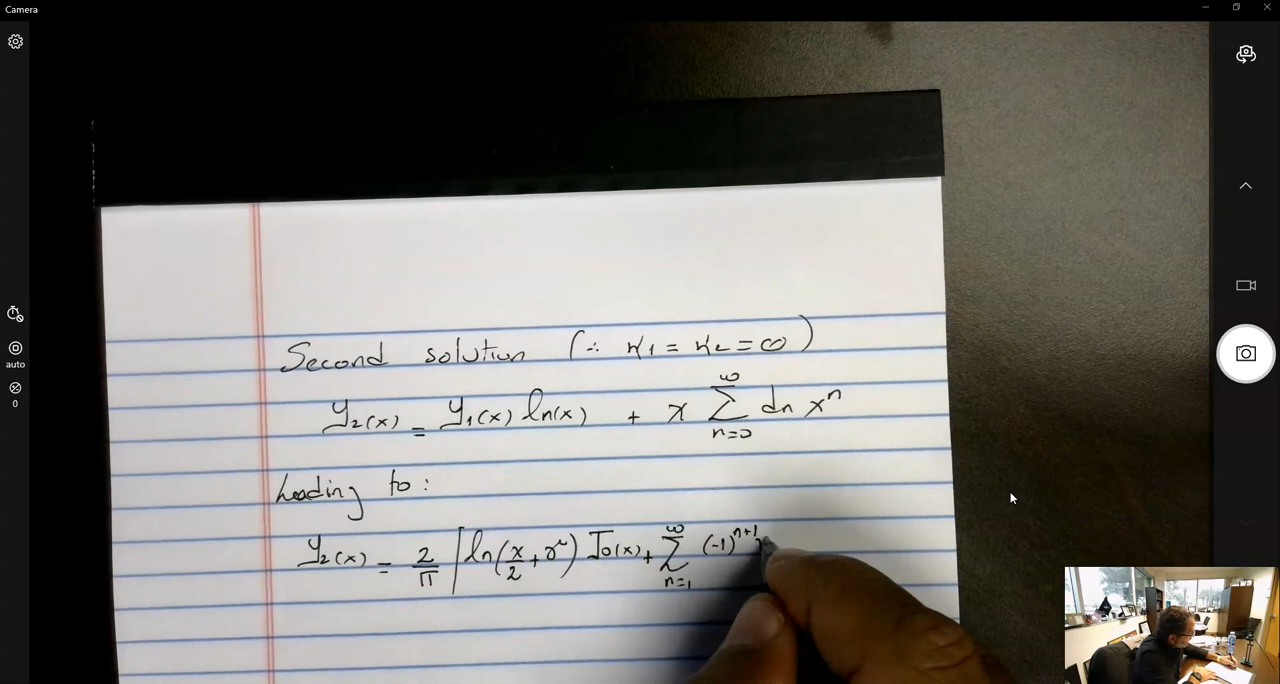 Camera
auto
0
Second solution (∴ r1 = r2 = 0)
y2(x) = y1(x) ln(x) + x ∑_{n=0}^{∞} dn x^n
Leading to:
y2(x) = 2/π [ln(x/2 + γ) J0(x) + ∑_{n=1}^{∞} (-1)^{n+1}